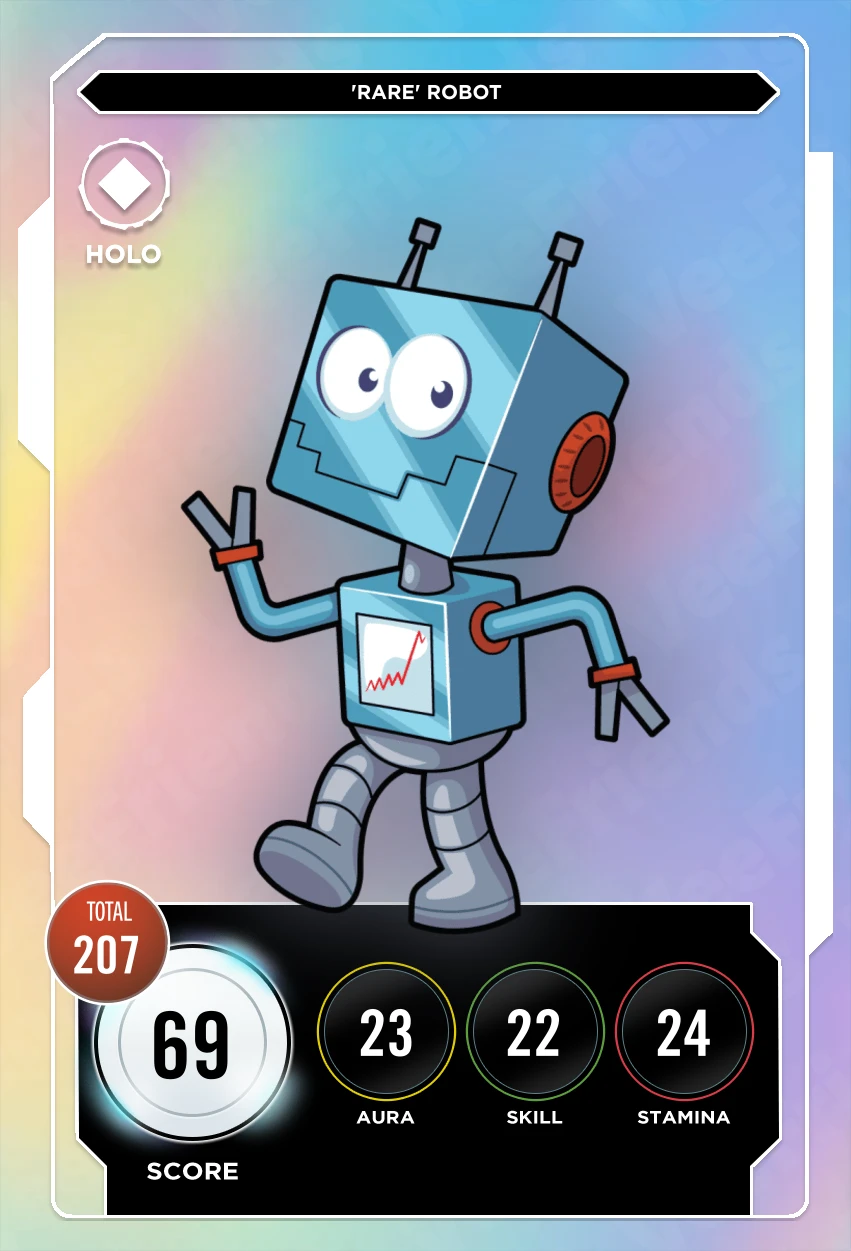 'RARE' ROBOT
HOLO
TOTAL
207
69
23
22
24
AURA
SKILL
STAMINA
SCORE